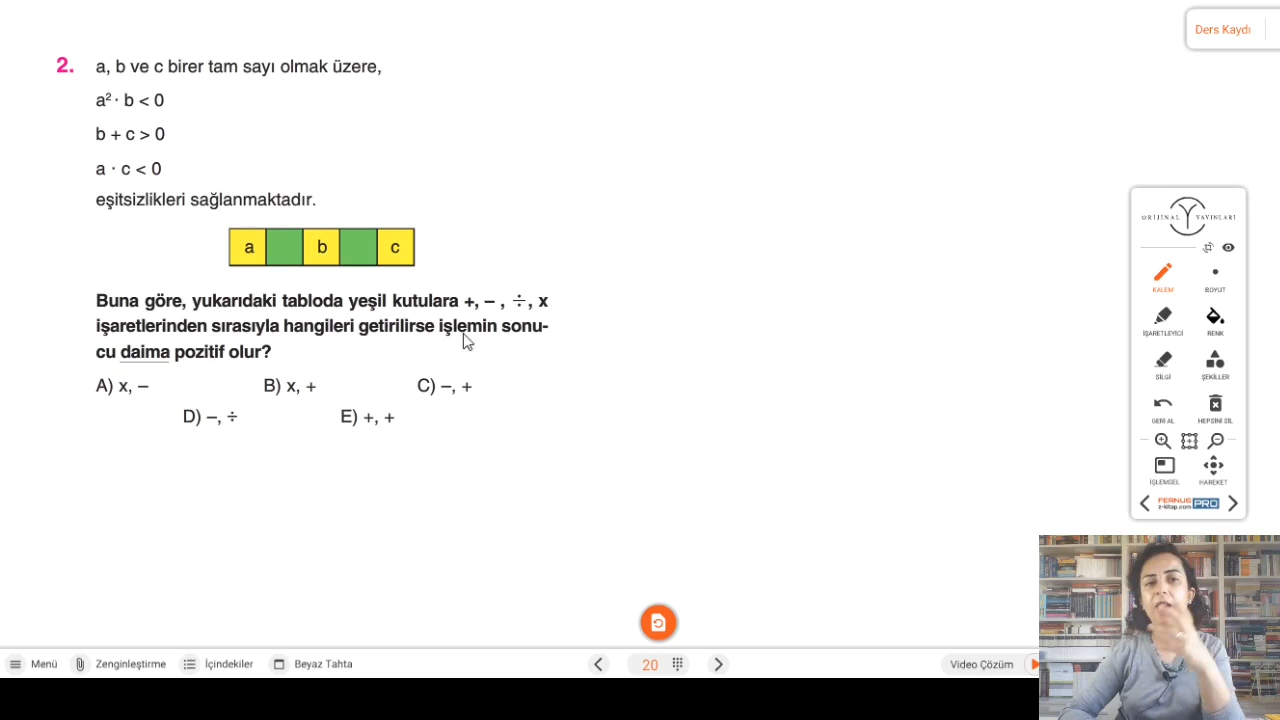 Ders Kaydı
2. a, b ve c birer tam sayı olmak üzere,
a² · b < 0
b + c > 0
a · c < 0
eşitsizlikleri sağlanmaktadır.
a b c
Buna göre, yukarıdaki tabloda yeşil kutulara +, – , ÷, x
işaretlerinden sırasıyla hangileri getirilirse işlemin sonu-
cu daima pozitif olur?
A) x, – B) x, + C) –, +
D) –, ÷ E) +, +
ORİJİNAL Y YAYINLARI
KALEM BOYUT
İŞARETLEYİCİ RENK
SİLGİ ŞEKİLLER
GERİ AL HEPSİNİ SİL
İŞLEMSEL HAREKET
FERNUS
z-kitap.com PRO
Menü Zenginleştirme İçindekiler Beyaz Tahta 20 Video Çözüm